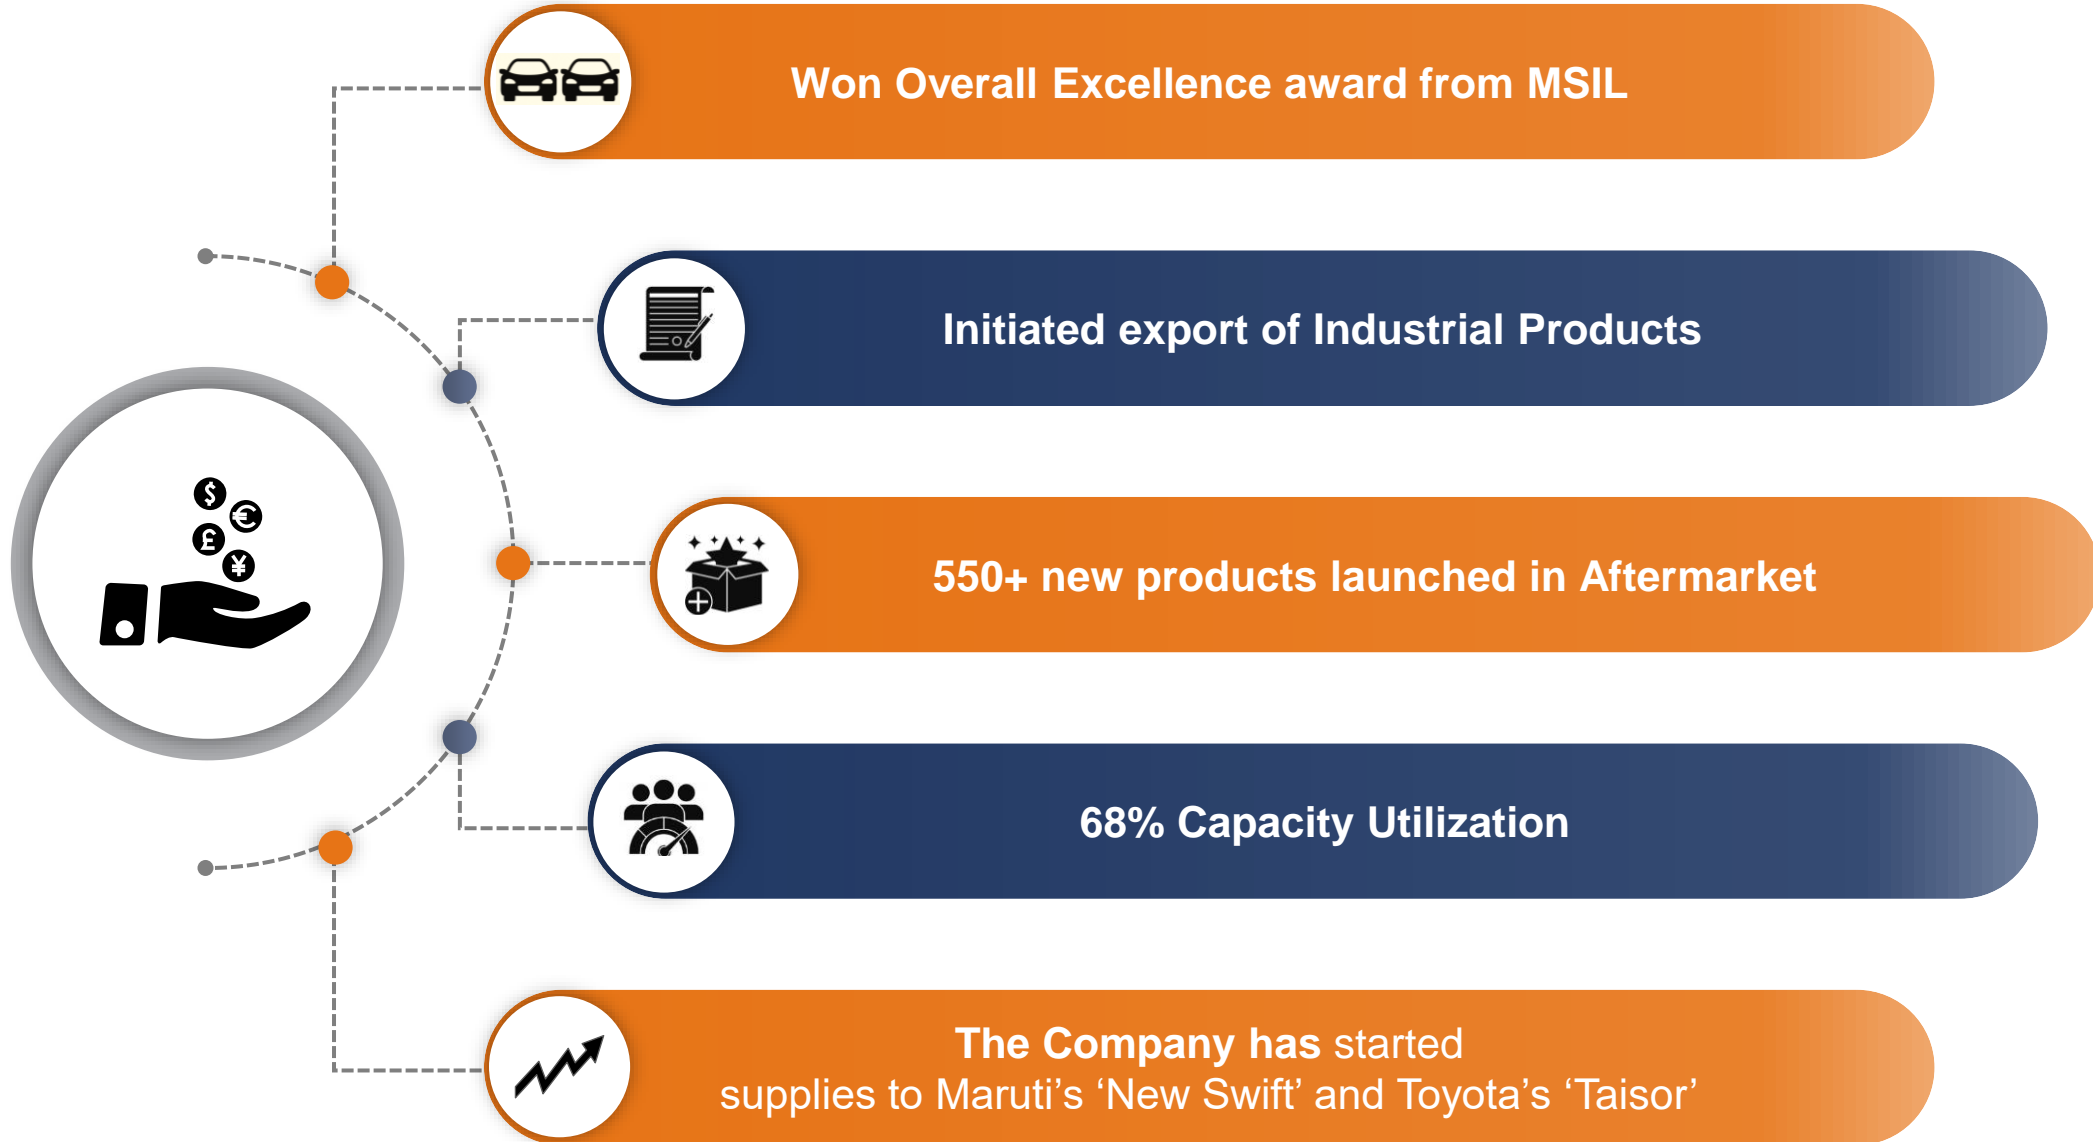 Won Overall Excellence award from MSIL
Initiated export of Industrial Products
$
€
£
¥
550+ new products launched in Aftermarket
68% Capacity Utilization
The Company has started
supplies to Maruti’s ‘New Swift’ and Toyota’s ‘Taisor’